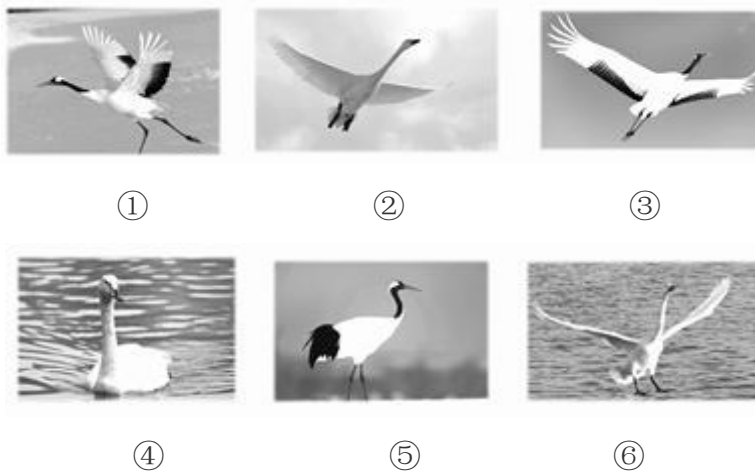 ① ② ③
④ ⑤ ⑥